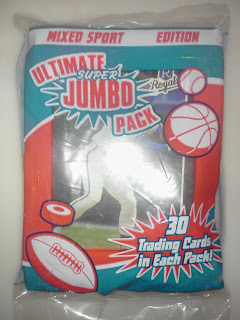 MIXED SPORT EDITION
ULTIMATE
SUPER
JUMBO
PACK
Royals
30
Trading Cards
in Each Pack!